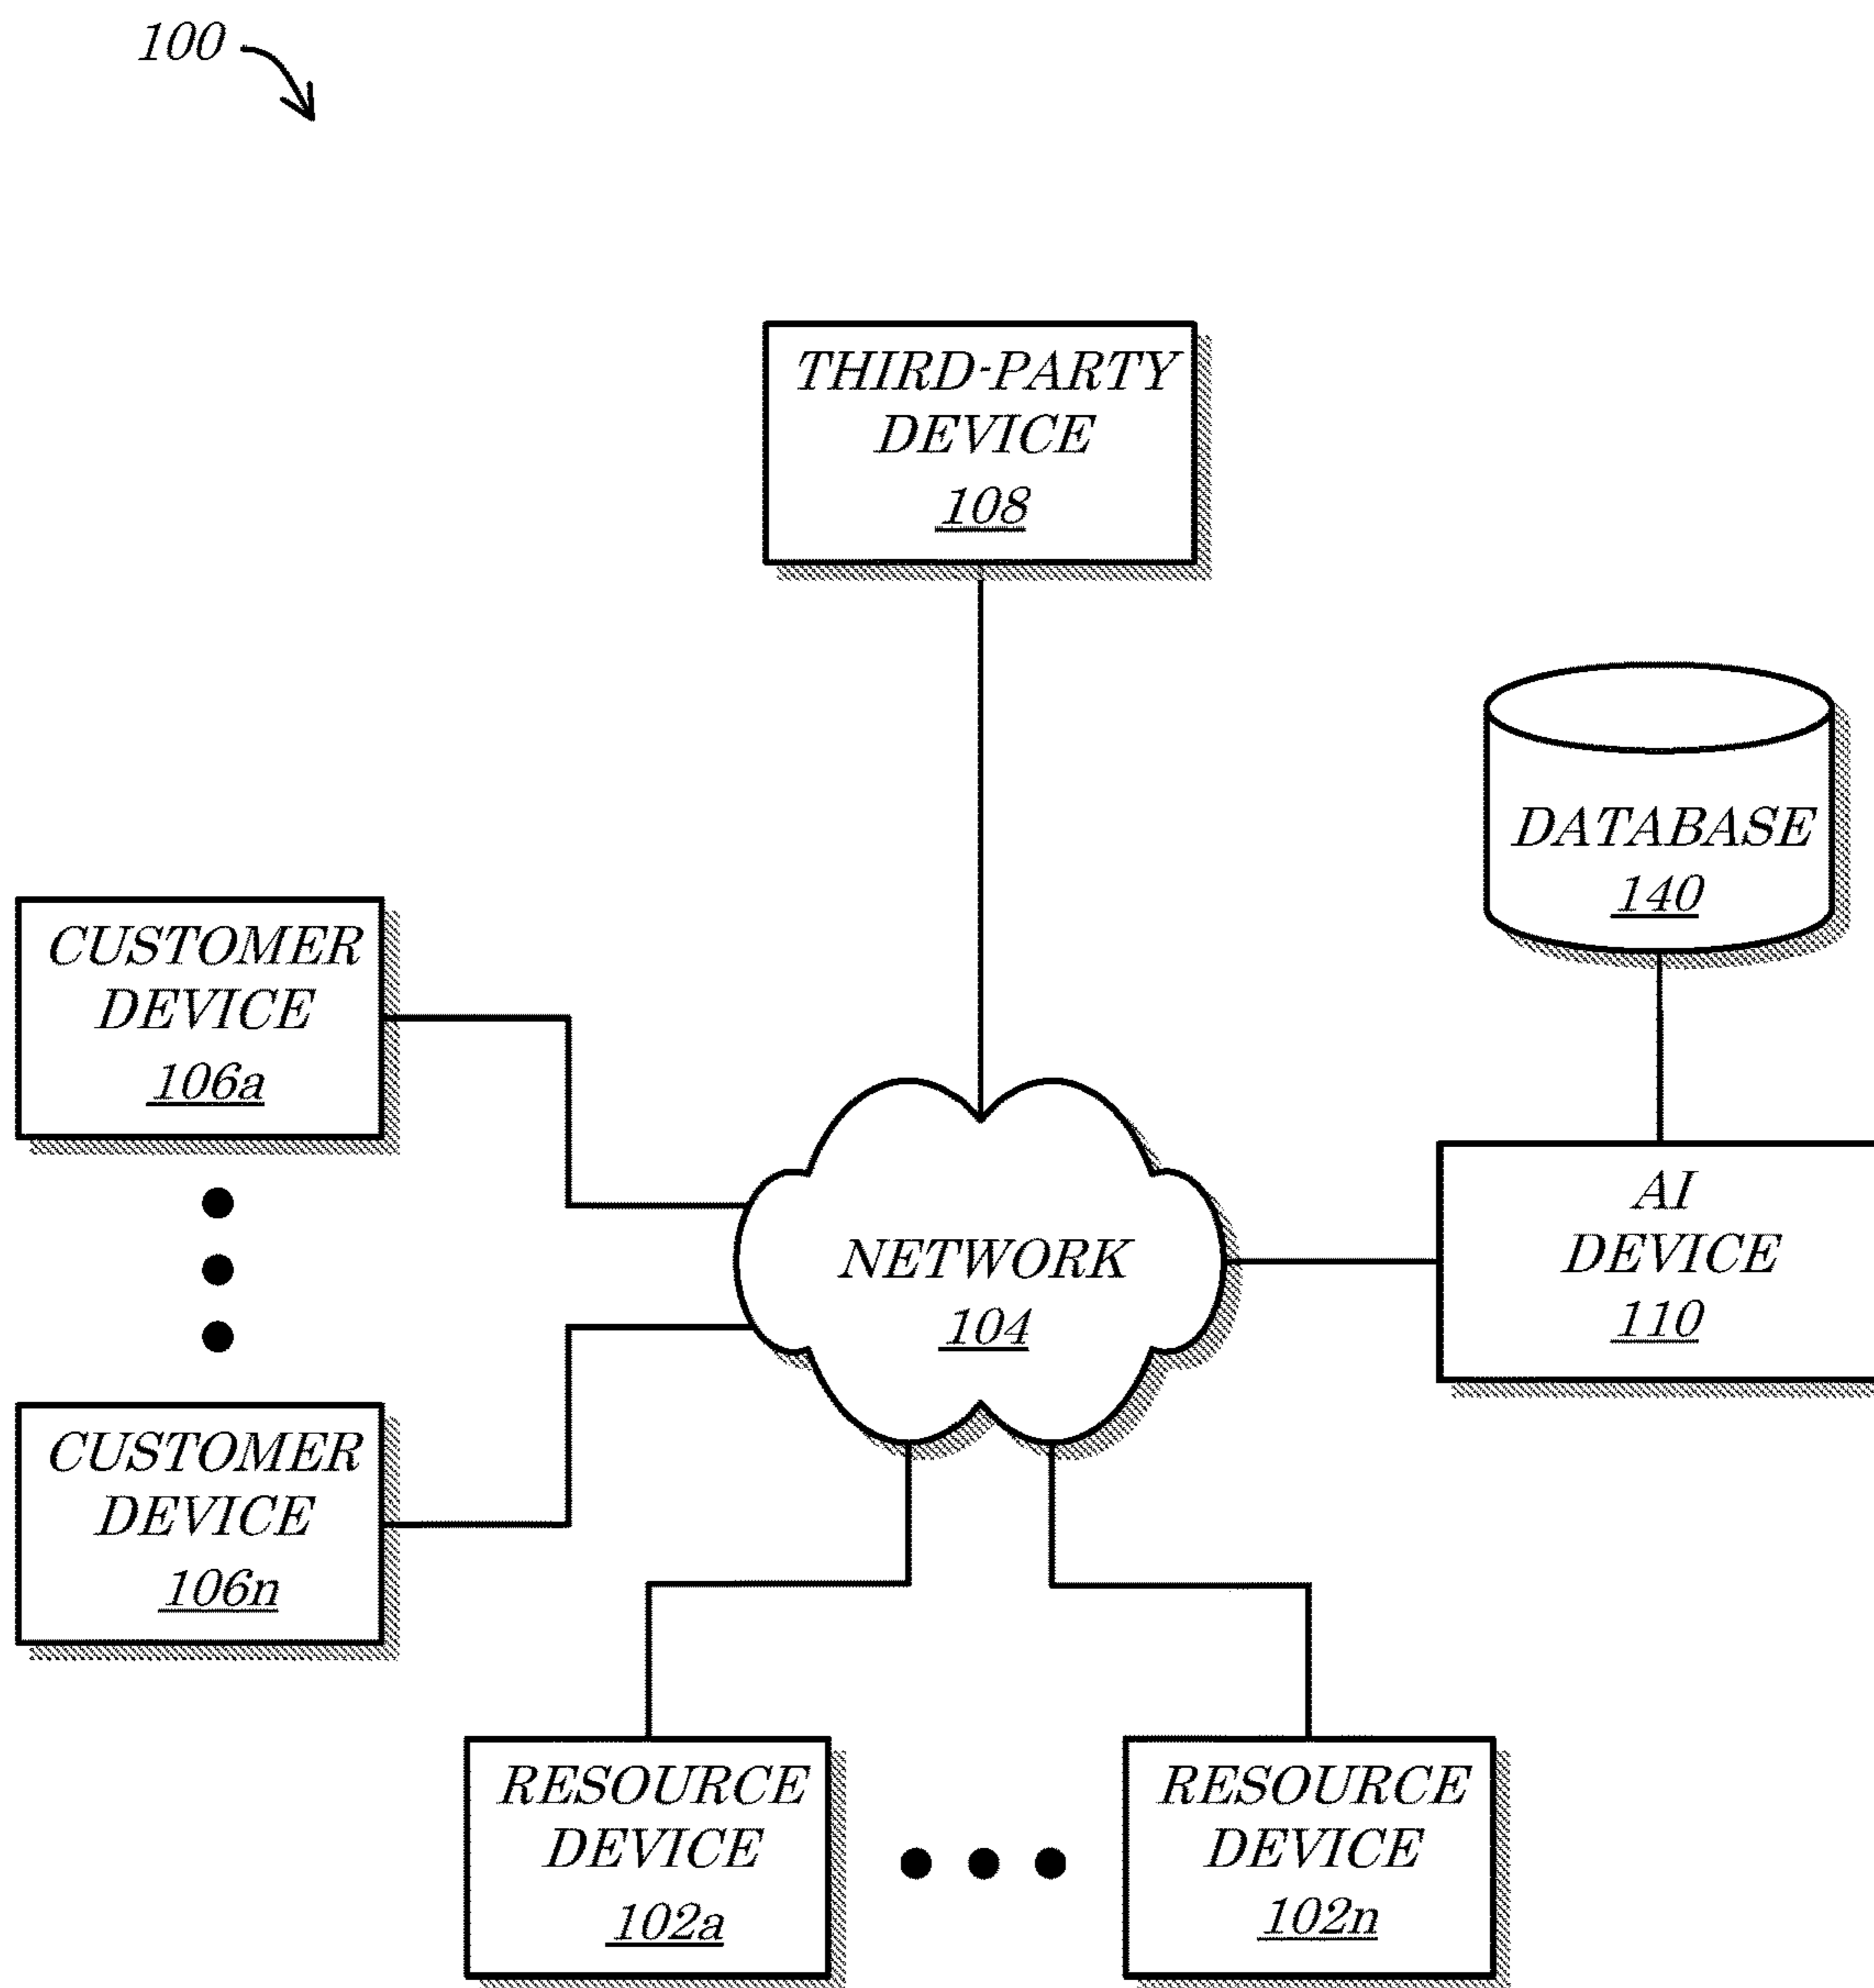 100
THIRD-PARTY
DEVICE
108
DATABASE
140
CUSTOMER
DEVICE
106a
NETWORK
104
AI
DEVICE
110
CUSTOMER
DEVICE
106n
RESOURCE
DEVICE
102a
RESOURCE
DEVICE
102n